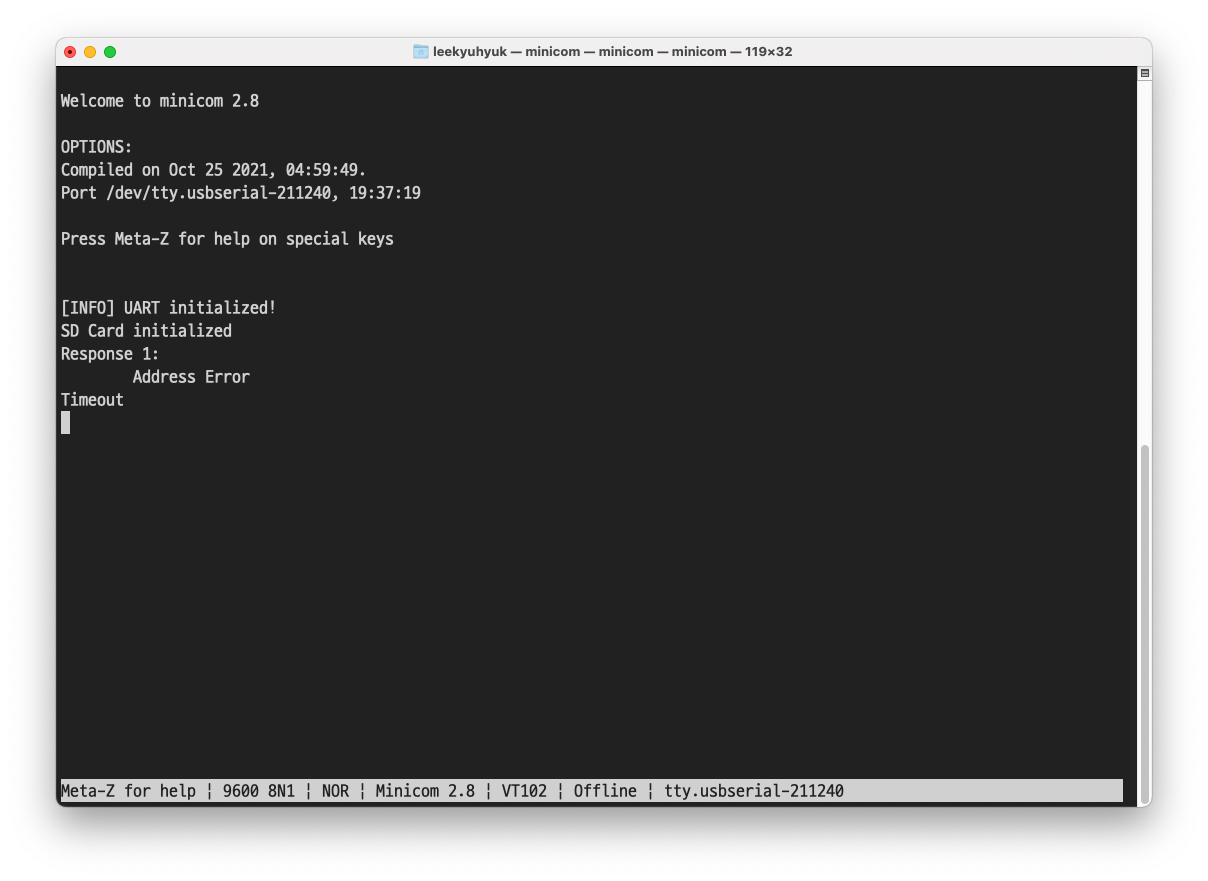 leekyuhyuk — minicom — minicom — minicom — 119×32
Welcome to minicom 2.8
OPTIONS:
Compiled on Oct 25 2021, 04:59:49.
Port /dev/tty.usbserial-211240, 19:37:19
Press Meta-Z for help on special keys
[INFO] UART initialized!
SD Card initialized
Response 1:
Address Error
Timeout
Meta-Z for help ¦ 9600 8N1 ¦ NOR ¦ Minicom 2.8 ¦ VT102 ¦ Offline ¦ tty.usbserial-211240